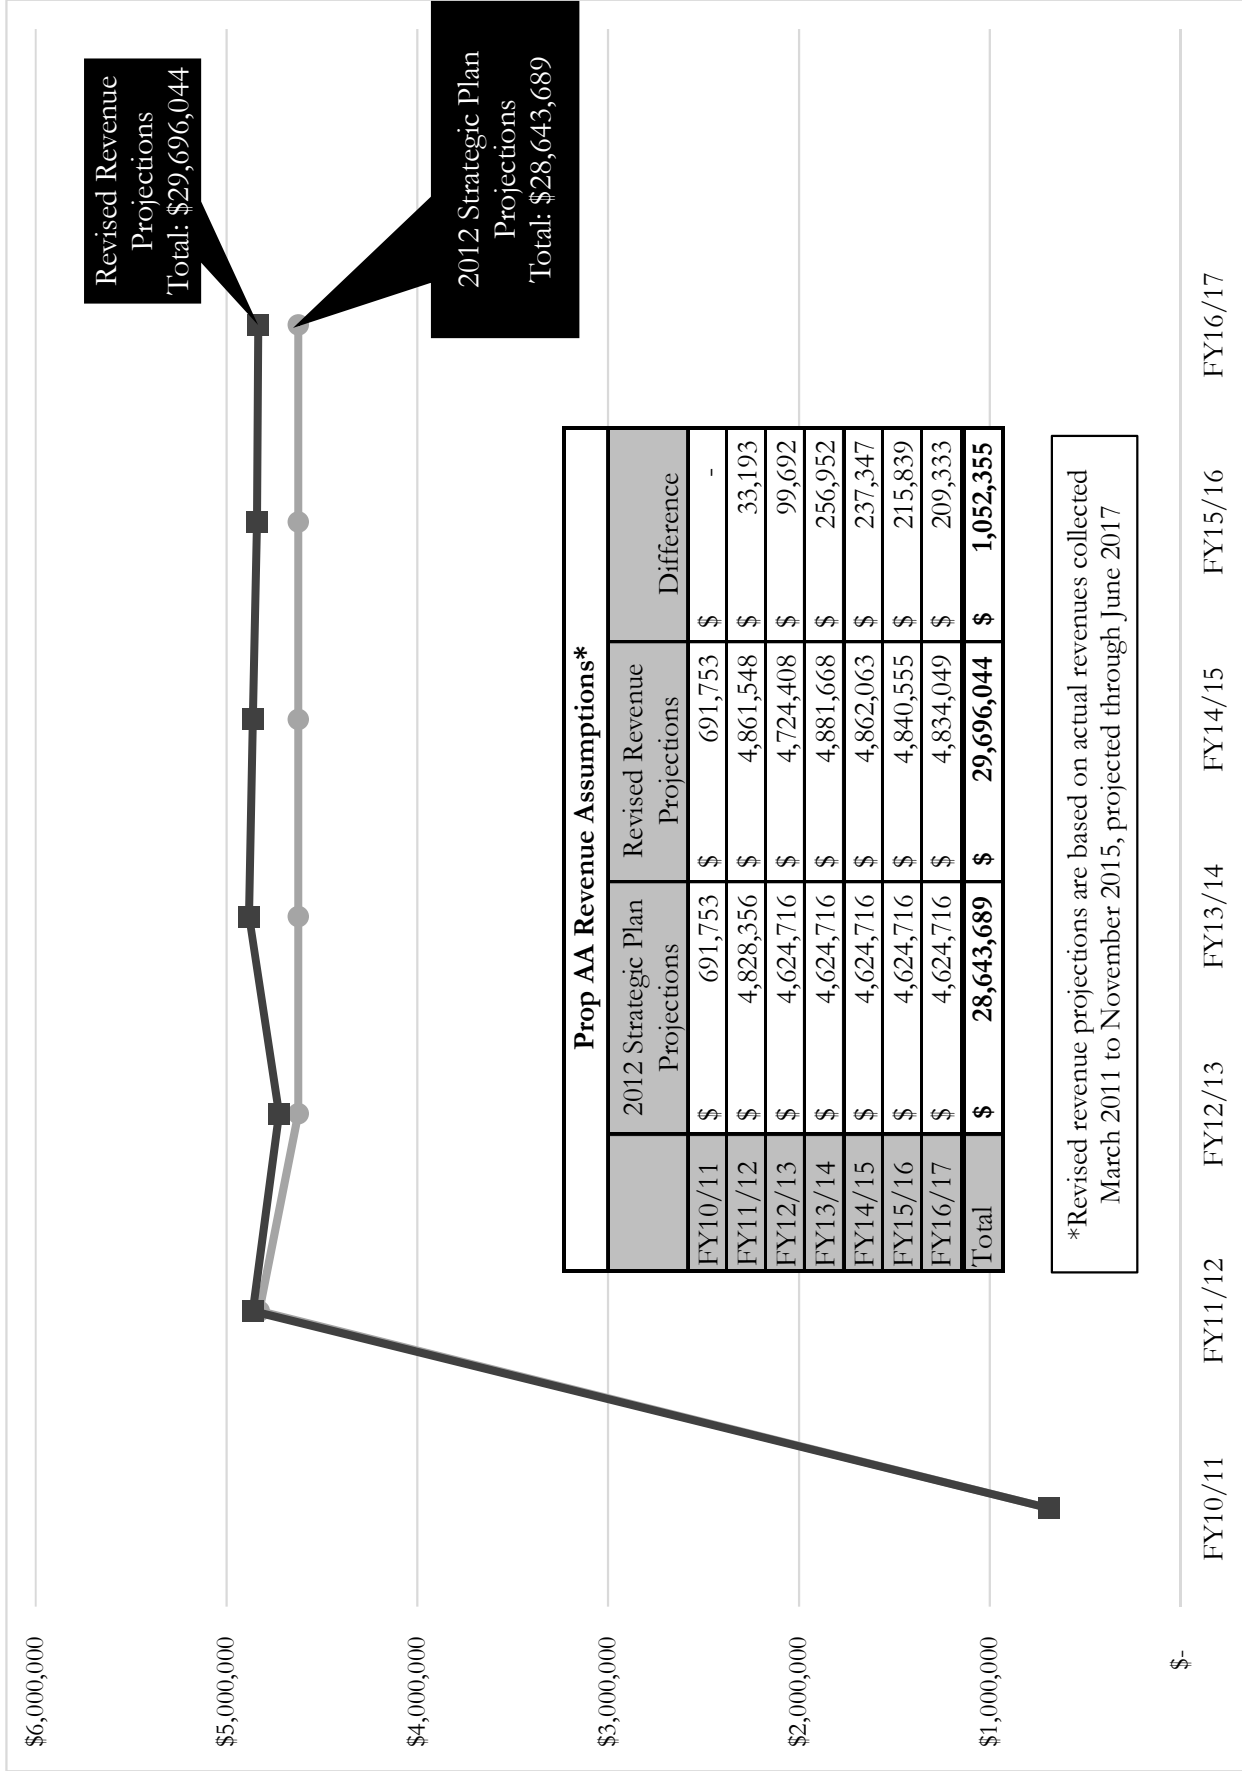 $6,000,000
$5,000,000
$4,000,000
$3,000,000
$2,000,000
$1,000,000
$-
Revised Revenue
Projections
Total: $29,696,044
2012 Strategic Plan
Projections
Total: $28,643,689
Prop AA Revenue Assumptions*
2012 Strategic Plan Projections Revised Revenue Projections Difference
FY10/11 $ 691,753 $ 691,753 $ -
FY11/12 $ 4,828,356 $ 4,861,548 $ 33,193
FY12/13 $ 4,624,716 $ 4,724,408 $ 99,692
FY13/14 $ 4,624,716 $ 4,881,668 $ 256,952
FY14/15 $ 4,624,716 $ 4,862,063 $ 237,347
FY15/16 $ 4,624,716 $ 4,840,555 $ 215,839
FY16/17 $ 4,624,716 $ 4,834,049 $ 209,333
Total $ 28,643,689 $ 29,696,044 $ 1,052,355
*Revised revenue projections are based on actual revenues collected
March 2011 to November 2015, projected through June 2017
FY10/11 FY11/12 FY12/13 FY13/14 FY14/15 FY15/16 FY16/17